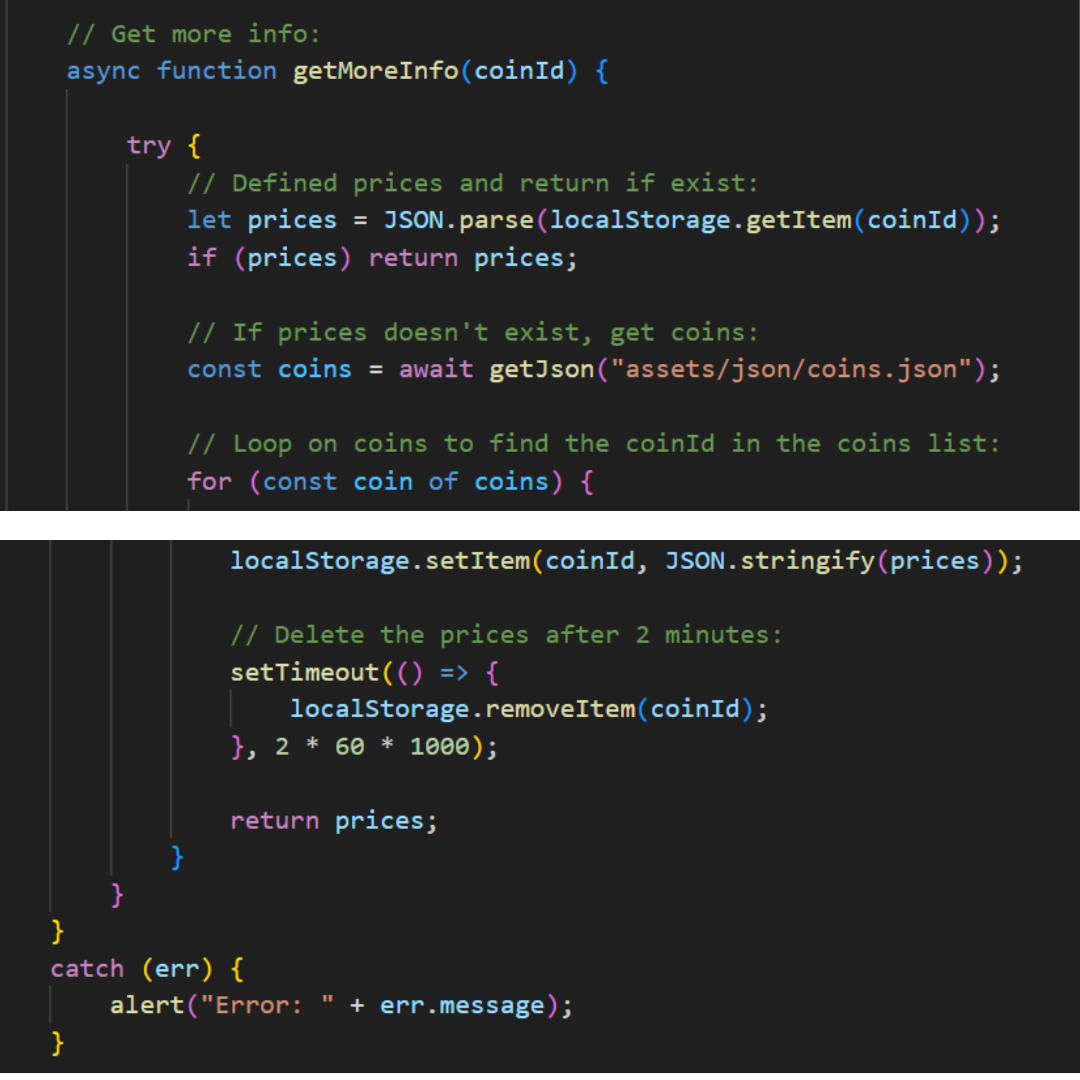 // Get more info:
async function getMoreInfo(coinId) {
try {
// Defined prices and return if exist:
let prices = JSON.parse(localStorage.getItem(coinId));
if (prices) return prices;
// If prices doesn't exist, get coins:
const coins = await getJson("assets/json/coins.json");
// Loop on coins to find the coinId in the coins list:
for (const coin of coins) {
localStorage.setItem(coinId, JSON.stringify(prices));
// Delete the prices after 2 minutes:
setTimeout(() => {
localStorage.removeItem(coinId);
}, 2 * 60 * 1000);
return prices;
}
}
}
catch (err) {
alert("Error: " + err.message);
}